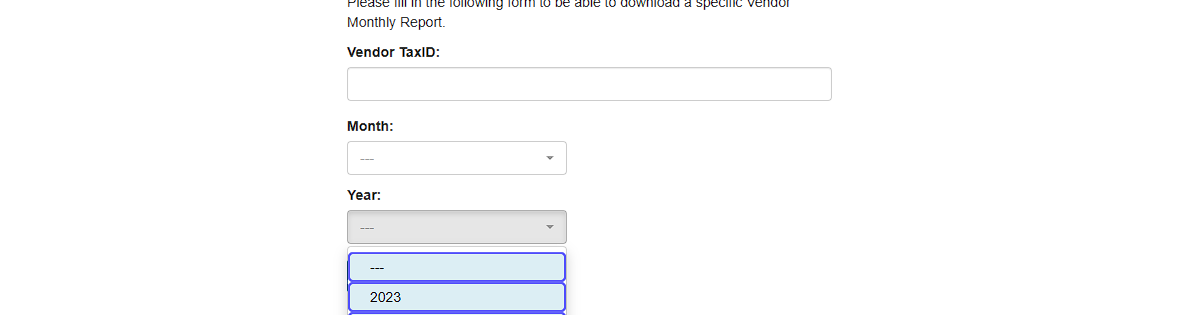 Please fill in the following form to be able to download a specific Vendor
Monthly Report.
Vendor TaxID:
Month:
---
Year:
---
---
2023